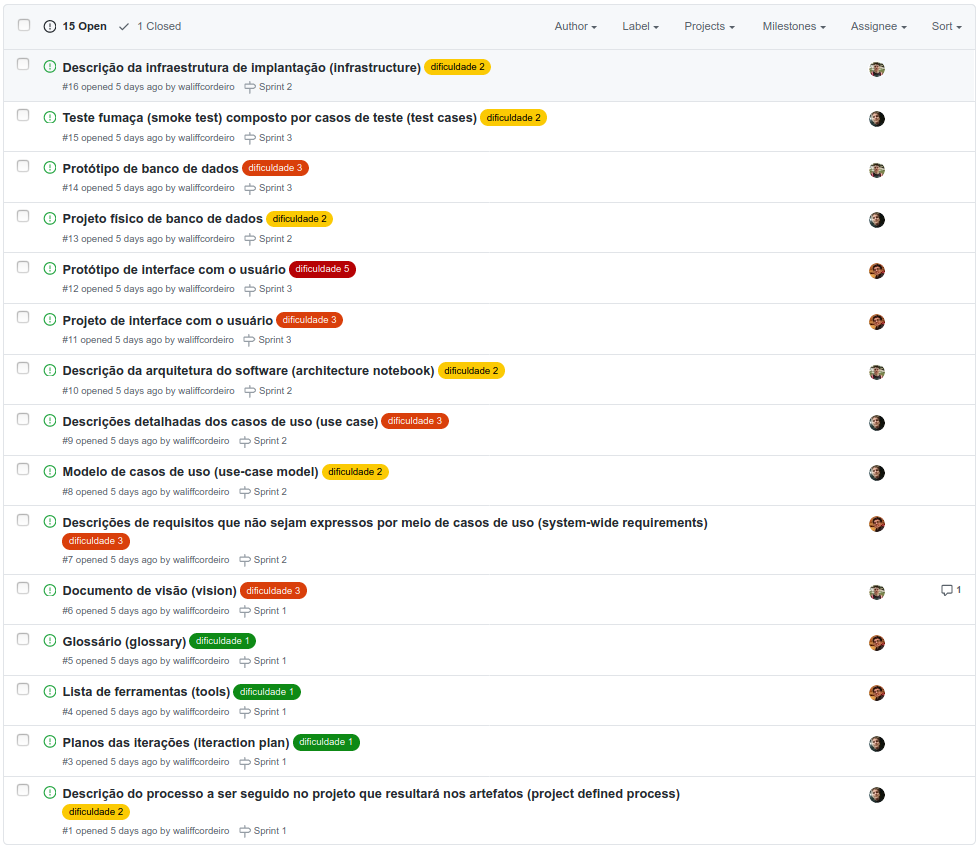 15 Open 1 Closed Author Label Projects Milestones Assignee Sort
Descrição da infraestrutura de implantação (infrastructure) dificuldade 2
#16 opened 5 days ago by waliffcordeiro Sprint 2
Teste fumaça (smoke test) composto por casos de teste (test cases) dificuldade 2
#15 opened 5 days ago by waliffcordeiro Sprint 3
Protótipo de banco de dados dificuldade 3
#14 opened 5 days ago by waliffcordeiro Sprint 3
Projeto físico de banco de dados dificuldade 2
#13 opened 5 days ago by waliffcordeiro Sprint 2
Protótipo de interface com o usuário dificuldade 5
#12 opened 5 days ago by waliffcordeiro Sprint 3
Projeto de interface com o usuário dificuldade 3
#11 opened 5 days ago by waliffcordeiro Sprint 3
Descrição da arquitetura do software (architecture notebook) dificuldade 2
#10 opened 5 days ago by waliffcordeiro Sprint 2
Descrições detalhadas dos casos de uso (use case) dificuldade 3
#9 opened 5 days ago by waliffcordeiro Sprint 2
Modelo de casos de uso (use-case model) dificuldade 2
#8 opened 5 days ago by waliffcordeiro Sprint 2
Descrições de requisitos que não sejam expressos por meio de casos de uso (system-wide requirements)
dificuldade 3
#7 opened 5 days ago by waliffcordeiro Sprint 2
Documento de visão (vision) dificuldade 3 1
#6 opened 5 days ago by waliffcordeiro Sprint 1
Glossário (glossary) dificuldade 1
#5 opened 5 days ago by waliffcordeiro Sprint 1
Lista de ferramentas (tools) dificuldade 1
#4 opened 5 days ago by waliffcordeiro Sprint 1
Planos das iterações (iteraction plan) dificuldade 1
#3 opened 5 days ago by waliffcordeiro Sprint 1
Descrição do processo a ser seguido no projeto que resultará nos artefatos (project defined process)
dificuldade 2
#1 opened 5 days ago by waliffcordeiro Sprint 1